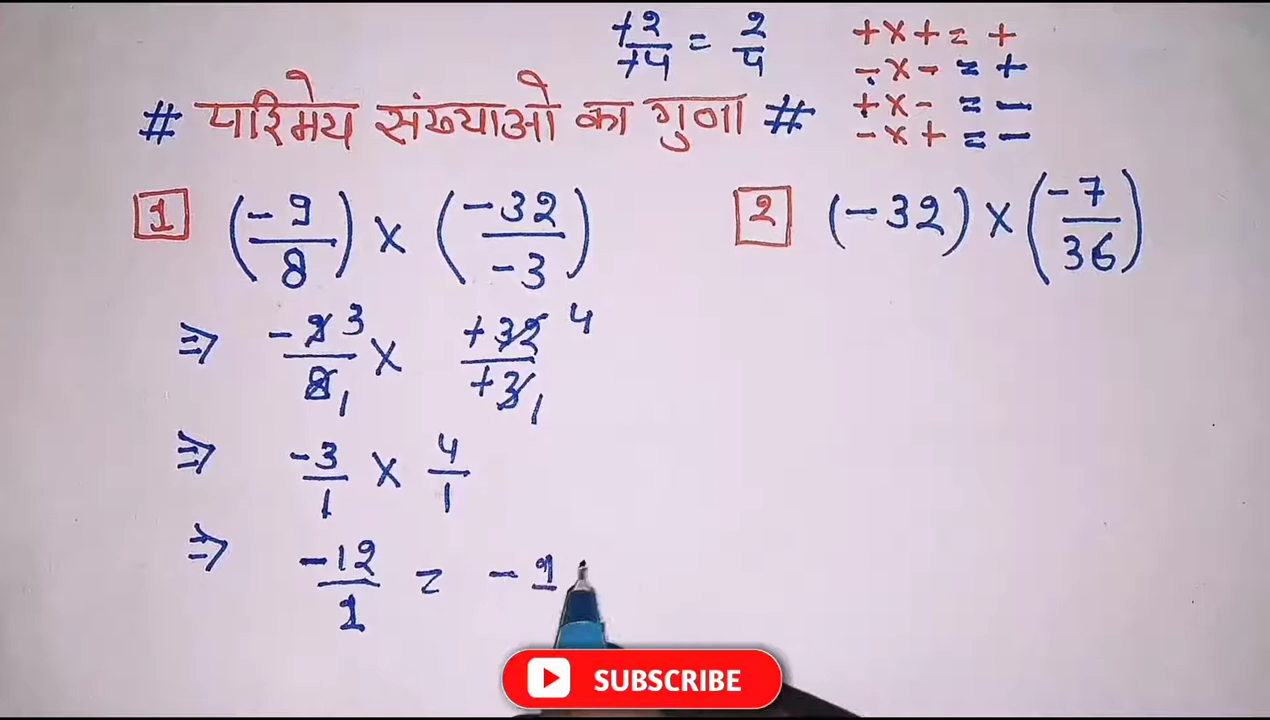 +2/+4 = 2/4
+ x + = +
- x - = +
+ x - = -
- x + = -
# परिमेय संख्याओ का गुणा #
1 (-9/8) x (-32/-3)
⇒ -9 3/8 1 x +32 4/+3 1
⇒ -3/1 x 4/1
⇒ -12/1 = - 1
2 (-32) x (-7/36)
SUBSCRIBE